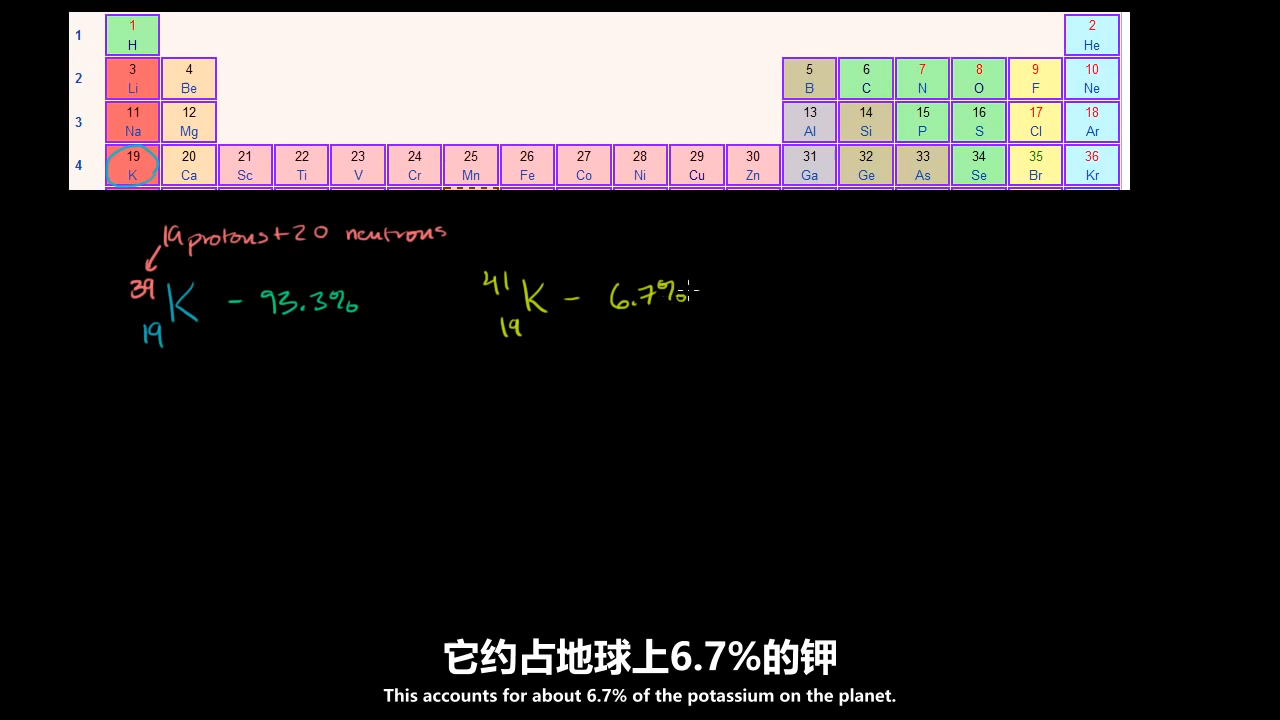 1 1 2
H He
2 3 4 5 6 7 8 9 10
Li Be B C N O F Ne
3 11 12 13 14 15 16 17 18
Na Mg Al Si P S Cl Ar
4 19 20 21 22 23 24 25 26 27 28 29 30 31 32 33 34 35 36
K Ca Sc Ti V Cr Mn Fe Co Ni Cu Zn Ga Ge As Se Br Kr
19 protons + 20 neutrons
39 19 K - 93.3%
41 19 K - 6.7%
它约占地球上6.7%的钾
This accounts for about 6.7% of the potassium on the planet.